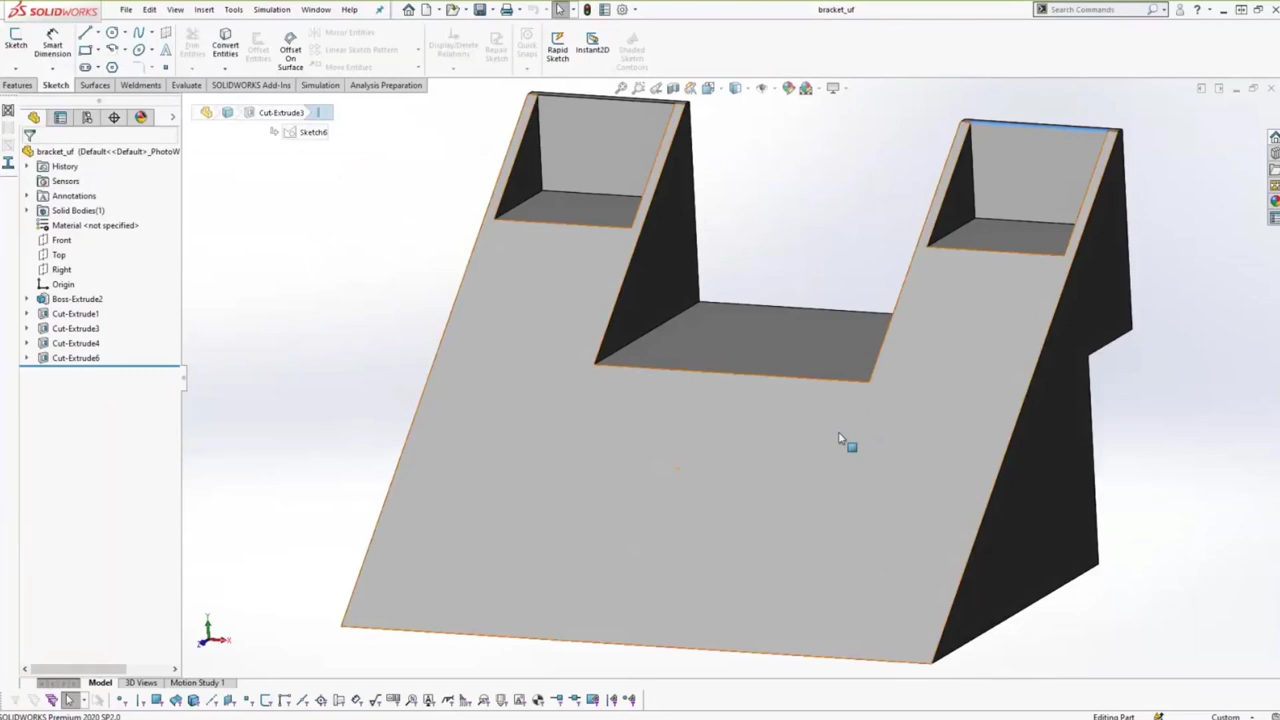 SOLIDWORKS File Edit View Insert Tools Simulation Window Help bracket_uf Search Commands
Sketch Smart Dimension Trim Entities Convert Entities Offset Entities Offset On Surface Mirror Entities Linear Sketch Pattern Move Entities Display/Delete Relations Repair Sketch Quick Snaps Rapid Sketch Instant2D Shaded Sketch Contours
Features Sketch Surfaces Weldments Evaluate SOLIDWORKS Add-Ins Simulation Analysis Preparation
Cut-Extrude3
Sketch6
bracket_uf (Default<<Default>_PhotoW
History
Sensors
Annotations
Solid Bodies(1)
Material <not specified>
Front
Top
Right
Origin
Boss-Extrude2
Cut-Extrude1
Cut-Extrude3
Cut-Extrude4
Cut-Extrude6
Y
X
Z
Model 3D Views Motion Study 1
SOLIDWORKS Premium 2020 SP2.0 Editing Part Custom